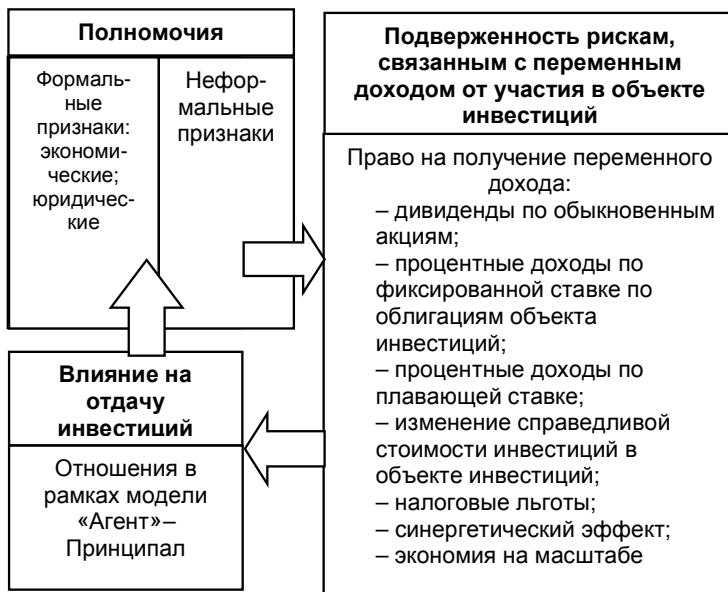 Полномочия
Формаль-
ные
признаки:
экономи-
ческие;
юридичес-
кие
Нефор-
мальные
признаки
Подверженность рискам,
связанным с переменным
доходом от участия в объекте
инвестиций
Право на получение переменного
дохода:
– дивиденды по обыкновенным
акциям;
– процентные доходы по
фиксированной ставке по
облигациям объекта
инвестиций;
– процентные доходы по
плавающей ставке;
– изменение справедливой
стоимости инвестиций в
объекте инвестиций;
– налоговые льготы;
– синергетический эффект;
– экономия на масштабе
Влияние на
отдачу
инвестиций
Отношения в
рамках модели
«Агент»–
Принципал